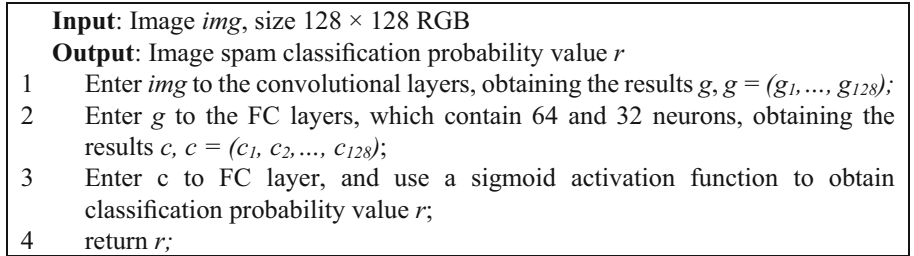 Input: Image img, size 128 × 128 RGB
Output: Image spam classification probability value r
1 Enter img to the convolutional layers, obtaining the results g, g = (g1,..., g128);
2 Enter g to the FC layers, which contain 64 and 32 neurons, obtaining the
results c, c = (c1, c2,..., c128);
3 Enter c to FC layer, and use a sigmoid activation function to obtain
classification probability value r;
4 return r;